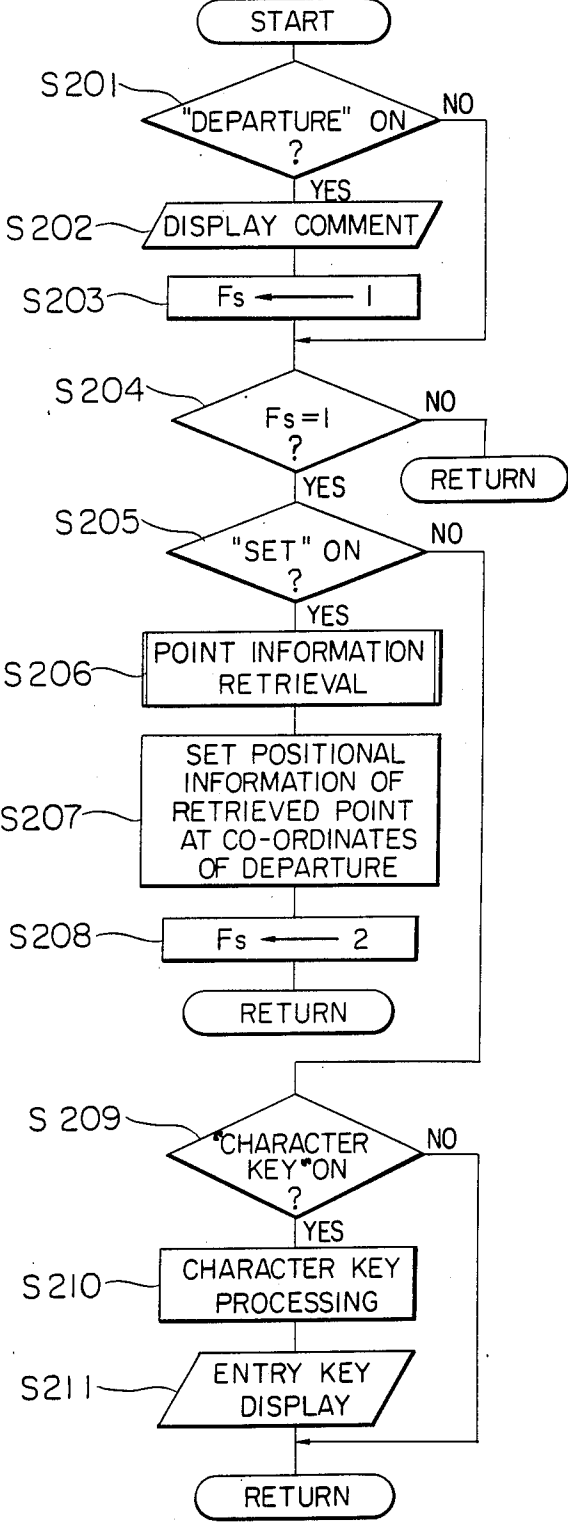 START
S201
"DEPARTURE" ON
?
NO
YES
S202
DISPLAY COMMENT
S203
Fs ← 1
S204
Fs=1
?
NO
RETURN
YES
S205
"SET" ON
?
NO
YES
S206
POINT INFORMATION
RETRIEVAL
S207
SET POSITIONAL
INFORMATION OF
RETRIEVED POINT
AT CO-ORDINATES
OF DEPARTURE
S208
Fs ← 2
RETURN
S209
"CHARACTER
KEY" ON
?
NO
YES
S210
CHARACTER KEY
PROCESSING
S211
ENTRY KEY
DISPLAY
RETURN